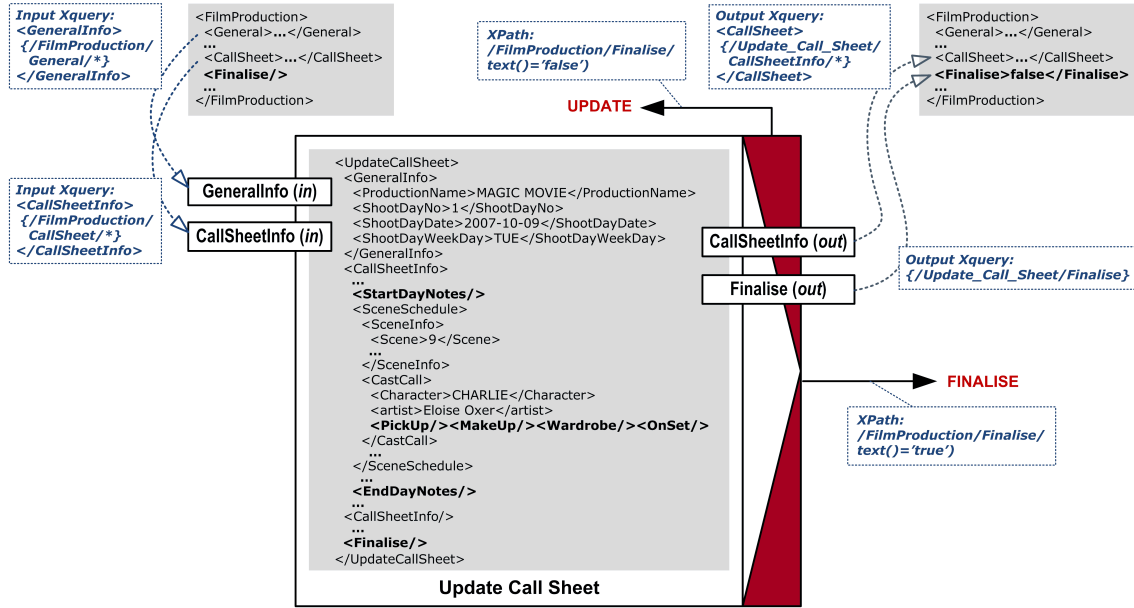 Input Xquery:
<GeneralInfo>
{/FilmProduction/
General/*}
</GeneralInfo>
<FilmProduction>
<General>...</General>
...
<CallSheet>...</CallSheet>
<Finalise/>
...
</FilmProduction>
XPath:
/FilmProduction/Finalise/
text()='false')
Output Xquery:
<CallSheet>
{/Update_Call_Sheet/
CallSheetInfo/*}
</CallSheet>
<FilmProduction>
<General>...</General>
...
<CallSheet>...</CallSheet>
<Finalise>false</Finalise>
...
</FilmProduction>
UPDATE
Input Xquery:
<CallSheetInfo>
{/FilmProduction/
CallSheet/*}
</CallSheetInfo>
GeneralInfo (in)
CallSheetInfo (in)
<UpdateCallSheet>
<GeneralInfo>
<ProductionName>MAGIC MOVIE</ProductionName>
<ShootDayNo>1</ShootDayNo>
<ShootDayDate>2007-10-09</ShootDayDate>
<ShootDayWeekDay>TUE</ShootDayWeekDay>
</GeneralInfo>
<CallSheetInfo>
...
<StartDayNotes/>
<SceneSchedule>
<SceneInfo>
<Scene>9</Scene>
...
</SceneInfo>
<CastCall>
<Character>CHARLIE</Character>
<artist>Eloise Oxer</artist>
<PickUp/><MakeUp/><Wardrobe/><OnSet/>
</CastCall>
...
</SceneSchedule>
...
<EndDayNotes/>
...
<CallSheetInfo/>
...
<Finalise/>
</UpdateCallSheet>
Update Call Sheet
CallSheetInfo (out)
Finalise (out)
Output Xquery:
{/Update_Call_Sheet/Finalise}
FINALISE
XPath:
/FilmProduction/Finalise/
text()='true')